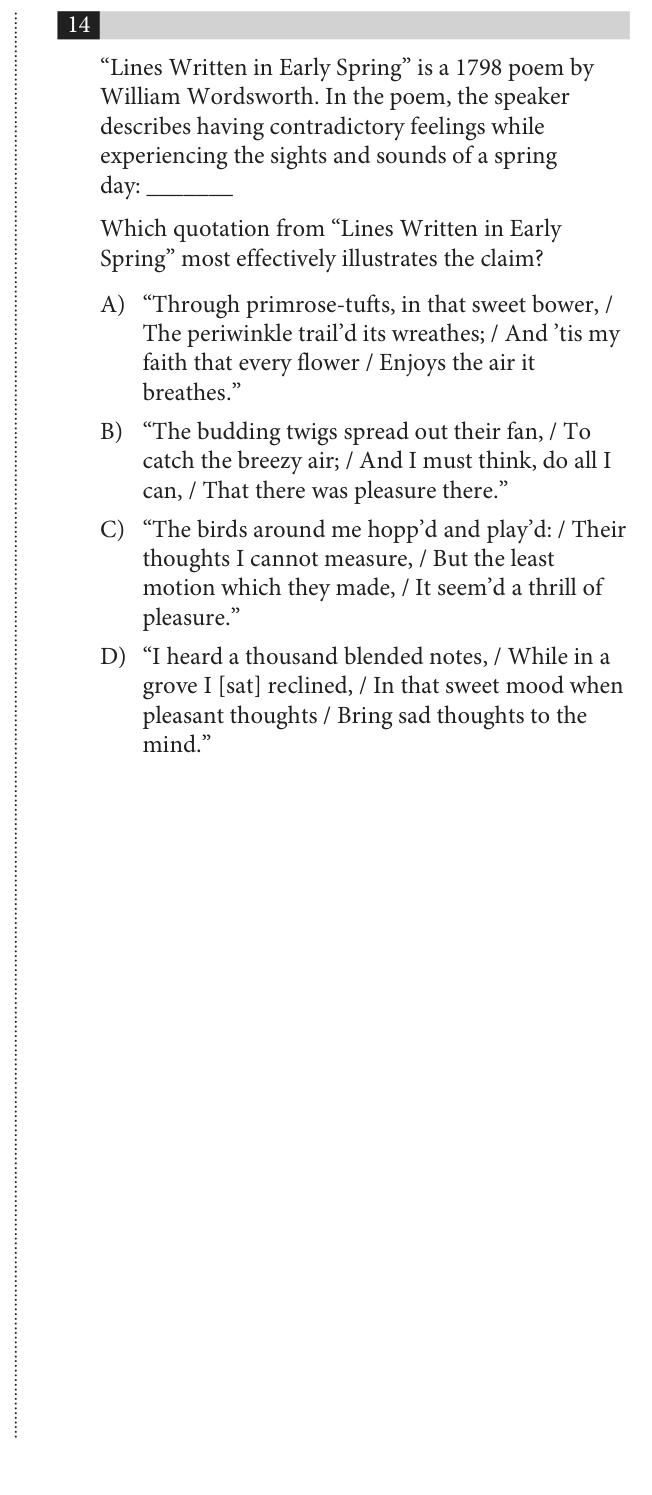 14
“Lines Written in Early Spring” is a 1798 poem by
William Wordsworth. In the poem, the speaker
describes having contradictory feelings while
experiencing the sights and sounds of a spring
day: _______
Which quotation from “Lines Written in Early
Spring” most effectively illustrates the claim?
A) “Through primrose-tufts, in that sweet bower, /
The periwinkle trail’d its wreathes; / And ’tis my
faith that every flower / Enjoys the air it
breathes.”
B) “The budding twigs spread out their fan, / To
catch the breezy air; / And I must think, do all I
can, / That there was pleasure there.”
C) “The birds around me hopp’d and play’d: / Their
thoughts I cannot measure, / But the least
motion which they made, / It seem’d a thrill of
pleasure.”
D) “I heard a thousand blended notes, / While in a
grove I [sat] reclined, / In that sweet mood when
pleasant thoughts / Bring sad thoughts to the
mind.”